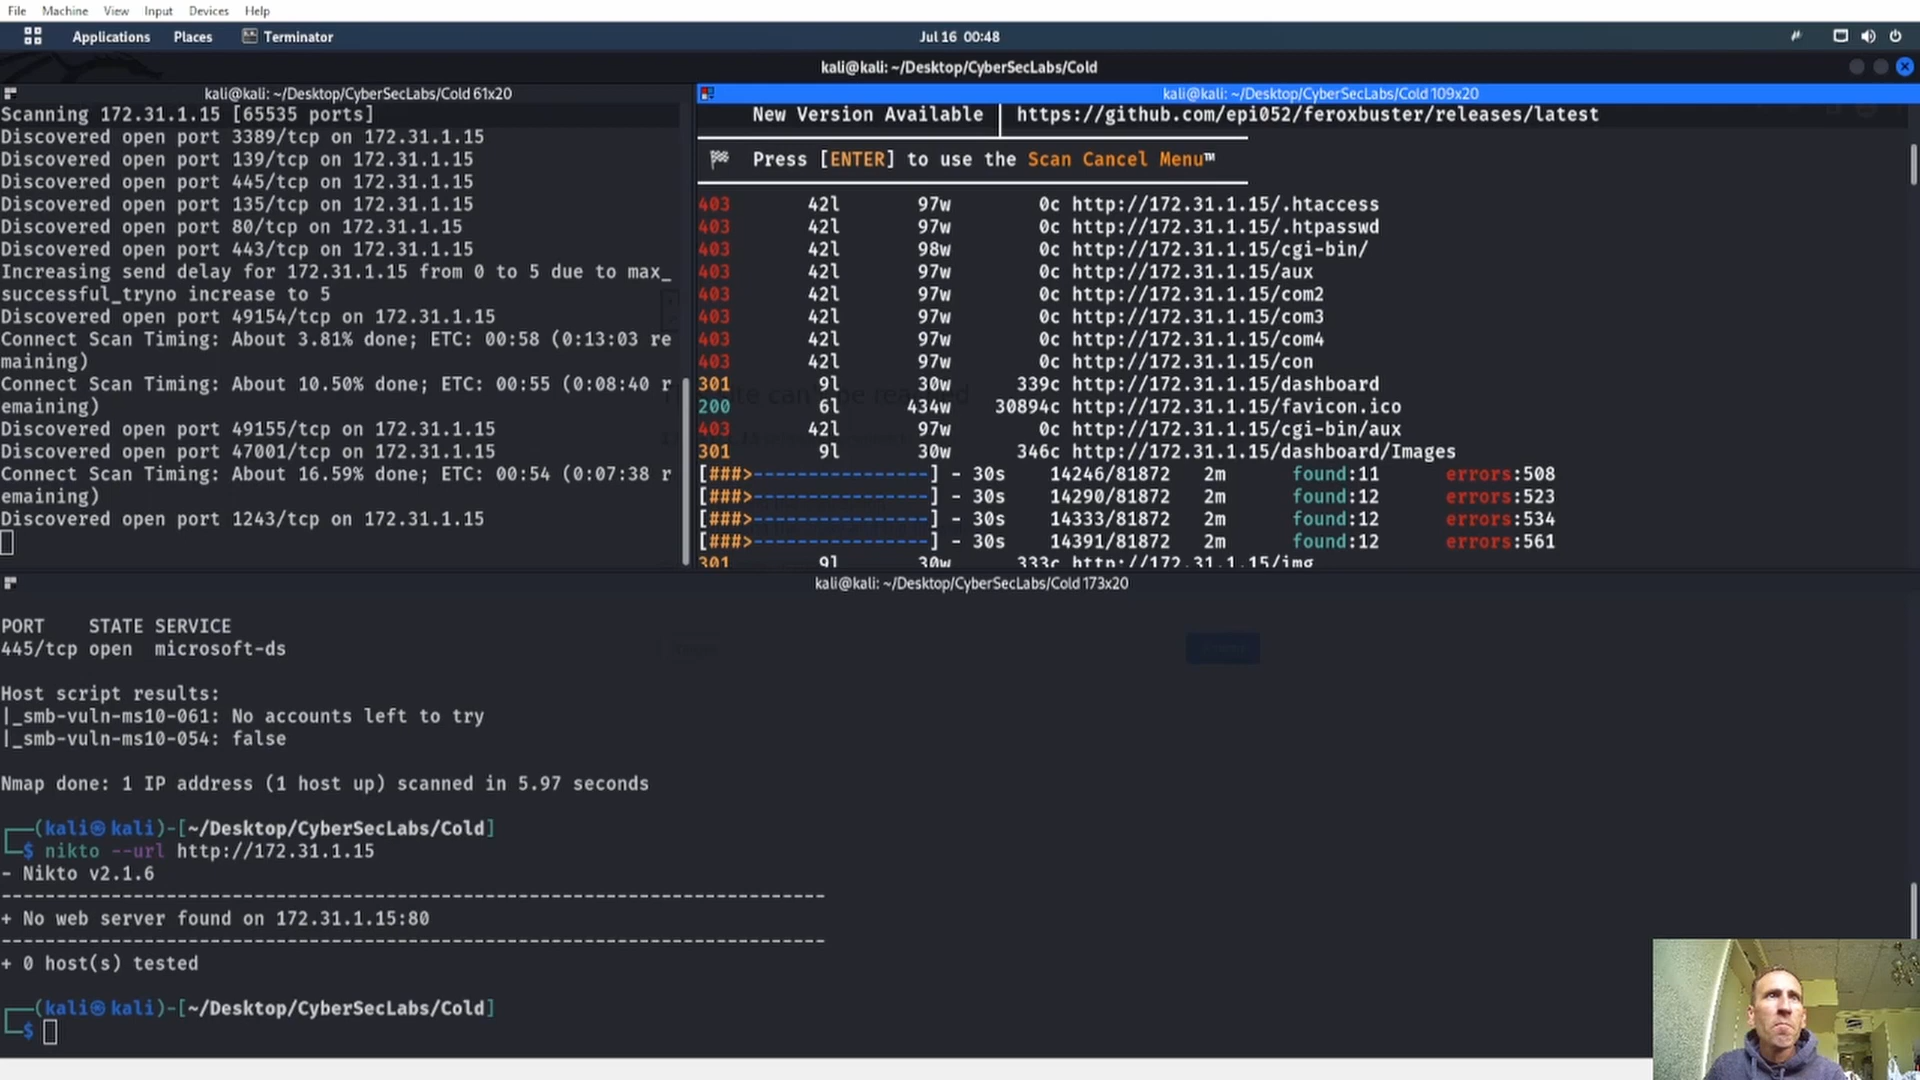 File Machine View Input Devices Help
Applications Places Terminator Jul 16 00:48
kali@kali: ~/Desktop/CyberSecLabs/Cold
kali@kali: ~/Desktop/CyberSecLabs/Cold 61x20
Scanning 172.31.1.15 [65535 ports]
Discovered open port 3389/tcp on 172.31.1.15
Discovered open port 139/tcp on 172.31.1.15
Discovered open port 445/tcp on 172.31.1.15
Discovered open port 135/tcp on 172.31.1.15
Discovered open port 80/tcp on 172.31.1.15
Discovered open port 443/tcp on 172.31.1.15
Increasing send delay for 172.31.1.15 from 0 to 5 due to max_
successful_tryno increase to 5
Discovered open port 49154/tcp on 172.31.1.15
Connect Scan Timing: About 3.81% done; ETC: 00:58 (0:13:03 re
maining)
Connect Scan Timing: About 10.50% done; ETC: 00:55 (0:08:40 r
emaining)
Discovered open port 49155/tcp on 172.31.1.15
Discovered open port 47001/tcp on 172.31.1.15
Connect Scan Timing: About 16.59% done; ETC: 00:54 (0:07:38 r
emaining)
Discovered open port 1243/tcp on 172.31.1.15
kali@kali: ~/Desktop/CyberSecLabs/Cold 109x20
New Version Available │ https://github.com/epi052/feroxbuster/releases/latest
Press [ENTER] to use the Scan Cancel Menu™
403 42l 97w 0c http://172.31.1.15/.htaccess
403 42l 97w 0c http://172.31.1.15/.htpasswd
403 42l 98w 0c http://172.31.1.15/cgi-bin/
403 42l 97w 0c http://172.31.1.15/aux
403 42l 97w 0c http://172.31.1.15/com2
403 42l 97w 0c http://172.31.1.15/com3
403 42l 97w 0c http://172.31.1.15/com4
403 42l 97w 0c http://172.31.1.15/con
301 9l 30w 339c http://172.31.1.15/dashboard
200 6l 434w 30894c http://172.31.1.15/favicon.ico
403 42l 97w 0c http://172.31.1.15/cgi-bin/aux
301 9l 30w 346c http://172.31.1.15/dashboard/Images
[###>----------------] - 30s 14246/81872 2m found:11 errors:508
[###>----------------] - 30s 14290/81872 2m found:12 errors:523
[###>----------------] - 30s 14333/81872 2m found:12 errors:534
[###>----------------] - 30s 14391/81872 2m found:12 errors:561
301 9l 30w 333c http://172.31.1.15/img
kali@kali: ~/Desktop/CyberSecLabs/Cold 173x20
PORT STATE SERVICE
445/tcp open microsoft-ds
Host script results:
|_smb-vuln-ms10-061: No accounts left to try
|_smb-vuln-ms10-054: false
Nmap done: 1 IP address (1 host up) scanned in 5.97 seconds
┌──(kali㉿kali)-[~/Desktop/CyberSecLabs/Cold]
└─$ nikto --url http://172.31.1.15
- Nikto v2.1.6
---------------------------------------------------------------------------
+ No web server found on 172.31.1.15:80
---------------------------------------------------------------------------
+ 0 host(s) tested
┌──(kali㉿kali)-[~/Desktop/CyberSecLabs/Cold]
└─$